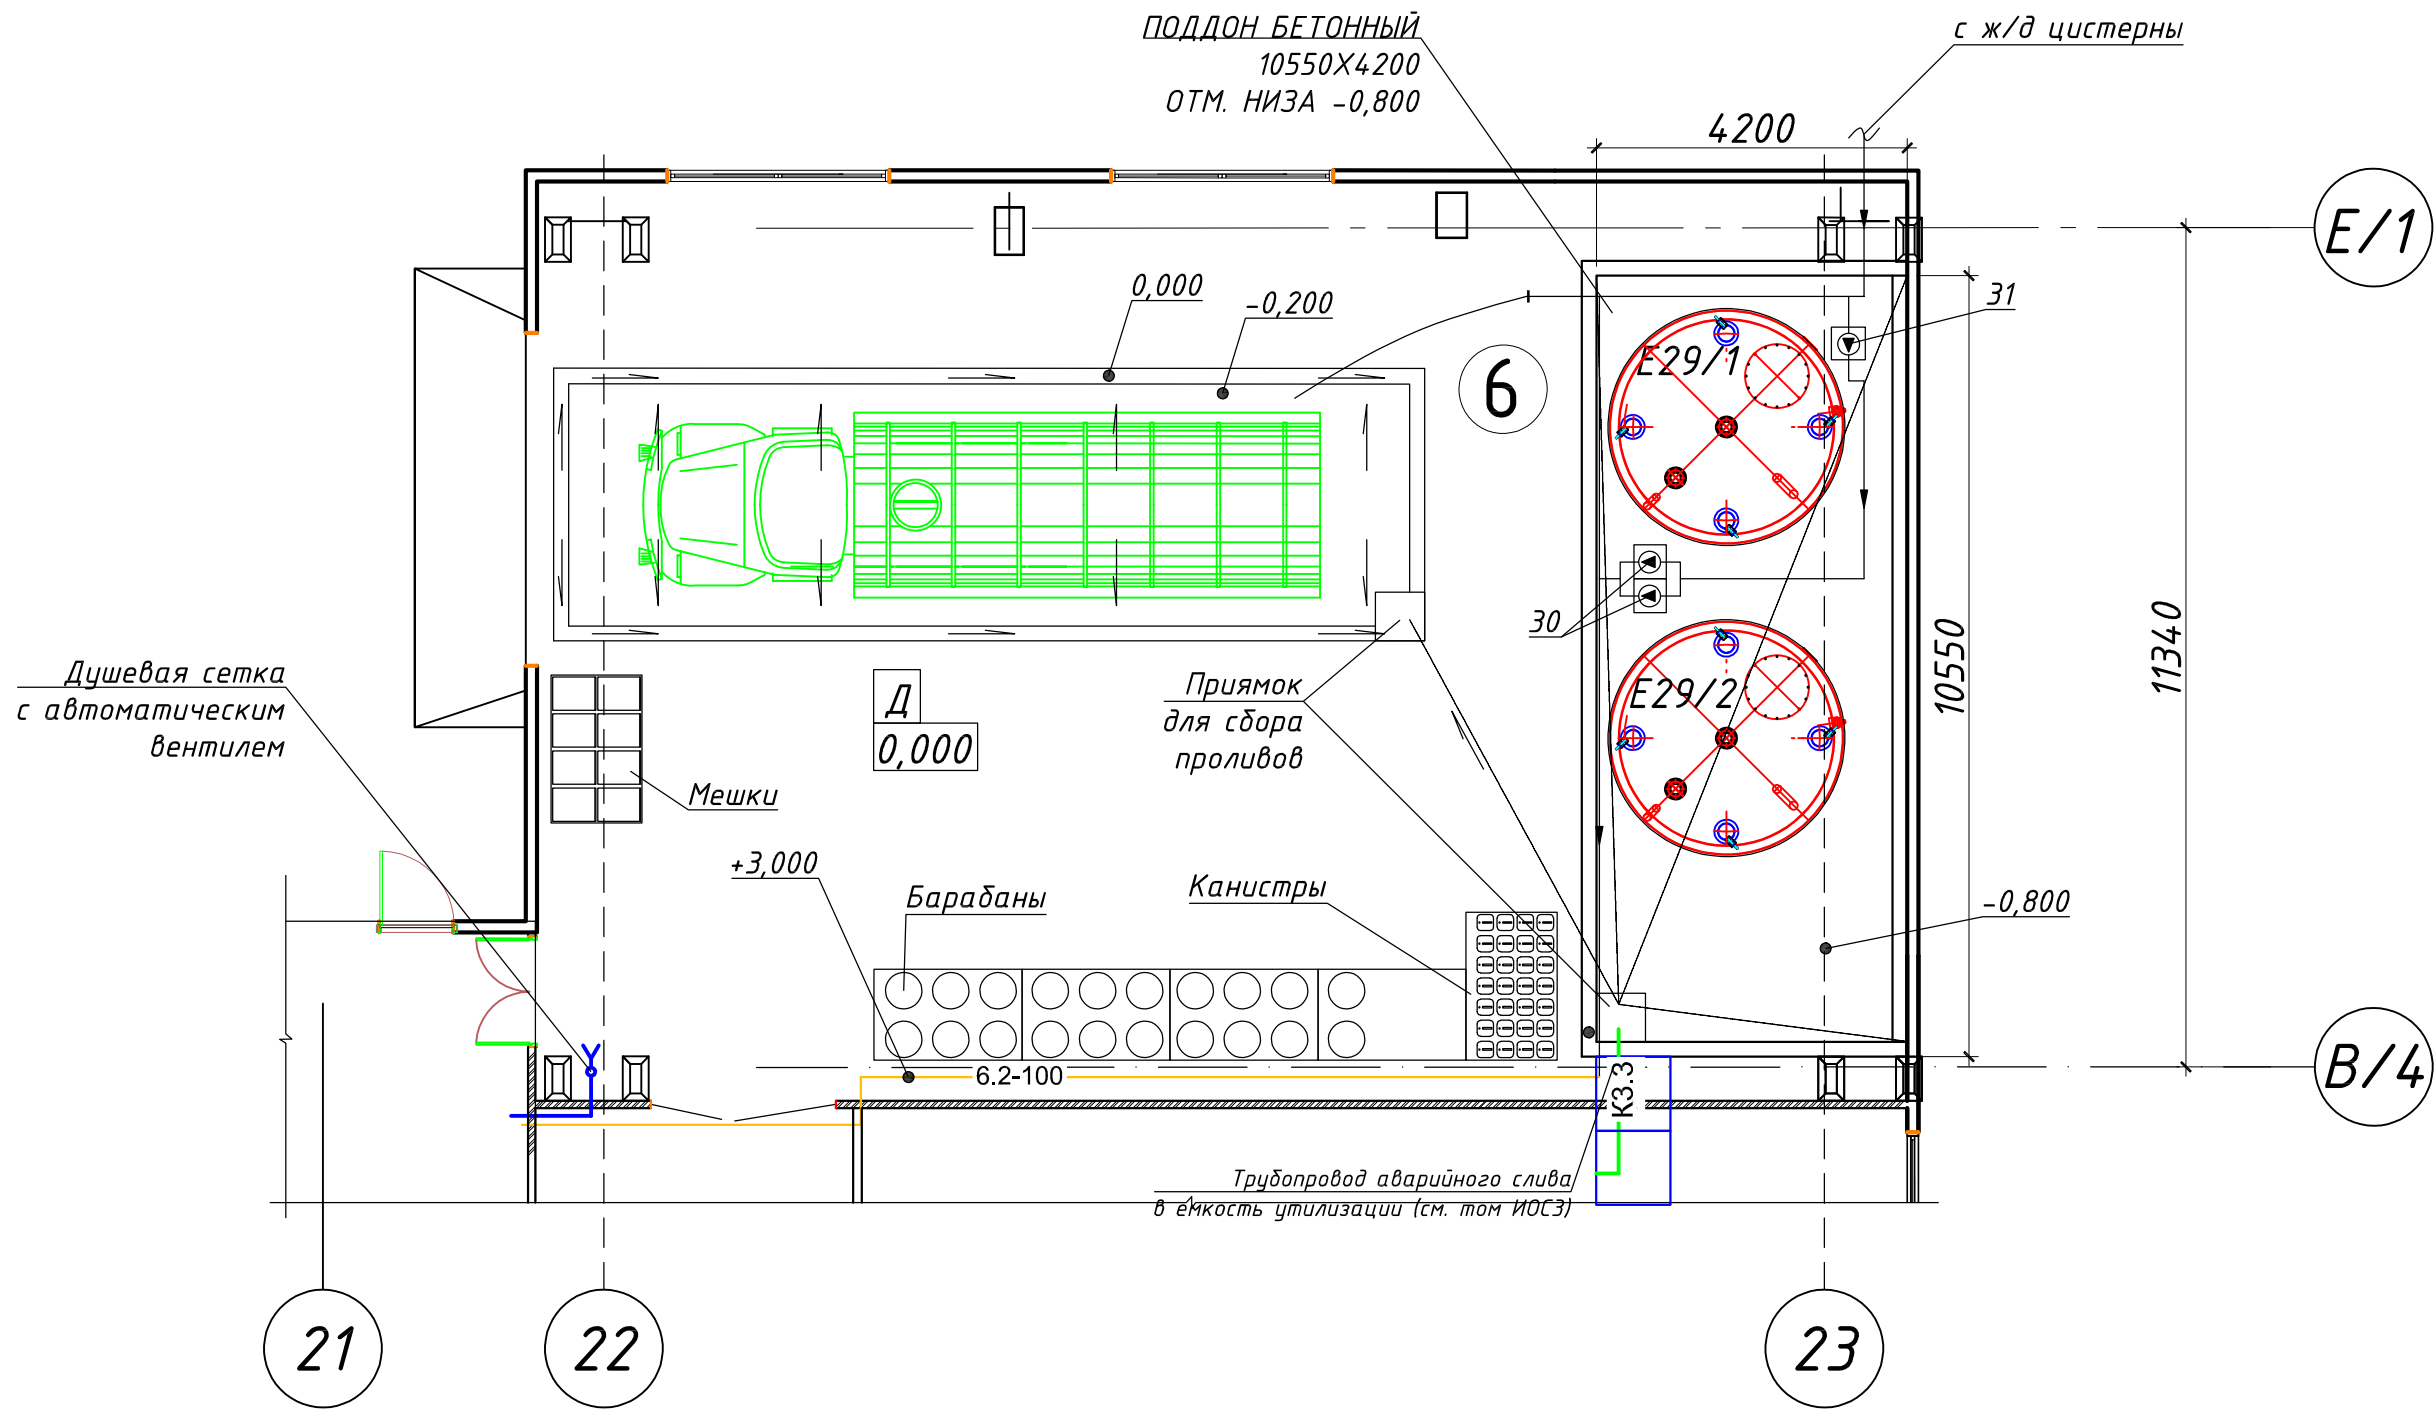 ПОДДОН БЕТОННЫЙ
10550X4200
ОТМ. НИЗА -0,800
с ж/д цистерны
4200
Е/1
0,000
-0,200
31
6
Е29/1
30
Е29/2
10550
11340
Душевая сетка
с автоматическим
вентилем
Д
0,000
Приямок
для сбора
проливов
Мешки
+3,000
Барабаны
Канистры
-0,800
6.2-100
К3.3
В/4
Трубопровод аварийного слива
в ёмкость утилизации (см. том ИОС3)
21
22
23